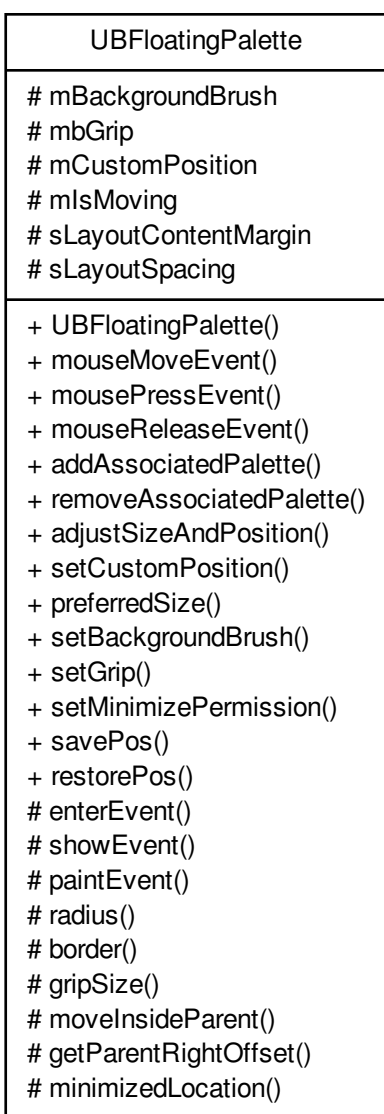 UBFloatingPalette
# mBackgroundBrush
# mbGrip
# mCustomPosition
# mIsMoving
# sLayoutContentMargin
# sLayoutSpacing
+ UBFloatingPalette()
+ mouseMoveEvent()
+ mousePressEvent()
+ mouseReleaseEvent()
+ addAssociatedPalette()
+ removeAssociatedPalette()
+ adjustSizeAndPosition()
+ setCustomPosition()
+ preferredSize()
+ setBackgroundBrush()
+ setGrip()
+ setMinimizePermission()
+ savePos()
+ restorePos()
# enterEvent()
# showEvent()
# paintEvent()
# radius()
# border()
# gripSize()
# moveInsideParent()
# getParentRightOffset()
# minimizedLocation()